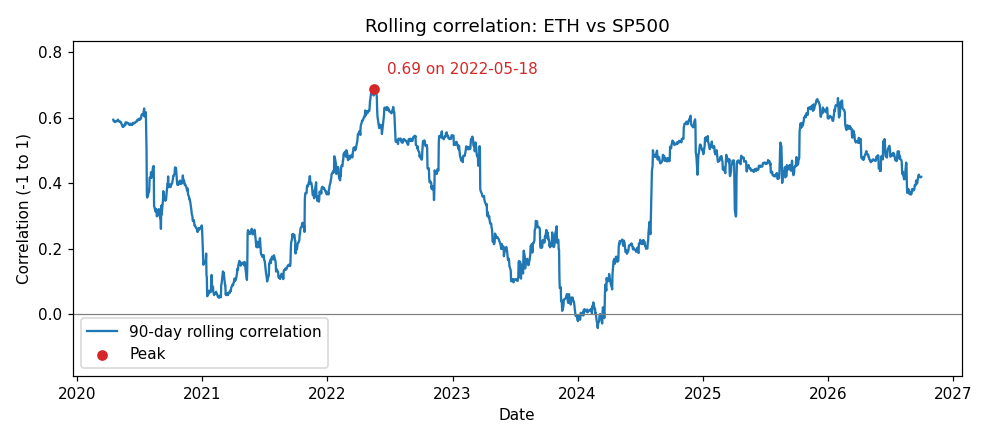 Rolling correlation: ETH vs SP500
0.69 on 2022-05-18
Correlation (-1 to 1)
0.8
0.6
0.4
0.2
0.0
90-day rolling correlation
Peak
2020 2021 2022 2023 2024 2025 2026 2027
Date